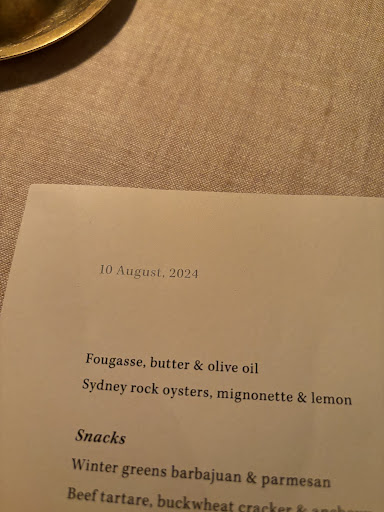 10 August, 2024
Fougasse, butter & olive oil
Sydney rock oysters, mignonette & lemon
Snacks
Winter greens barbajuan & parmesan
Beef tartare, buckwheat cracker &